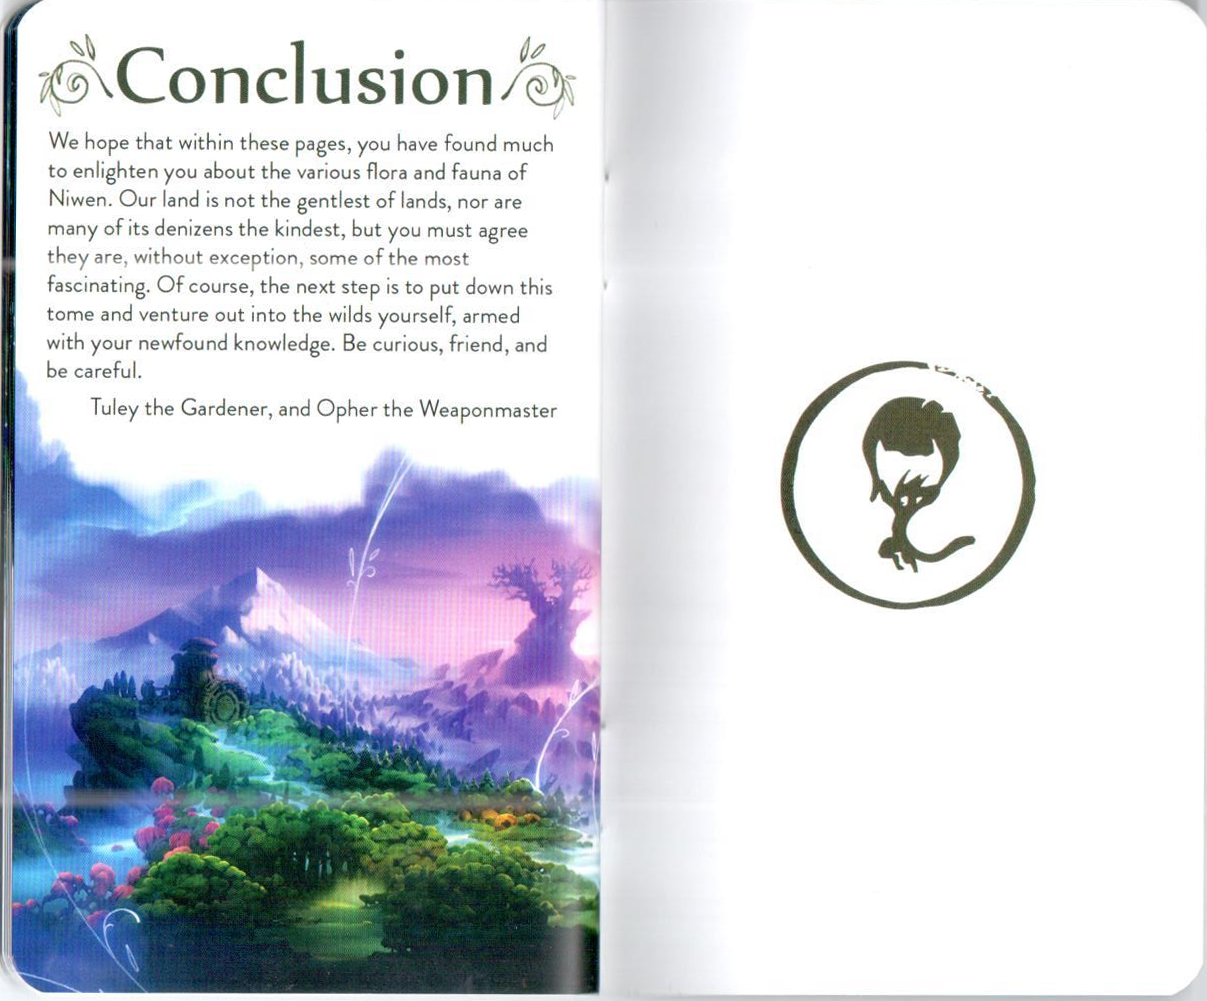 Conclusion
We hope that within these pages, you have found much
to enlighten you about the various flora and fauna of
Niwen. Our land is not the gentlest of lands, nor are
many of its denizens the kindest, but you must agree
they are, without exception, some of the most
fascinating. Of course, the next step is to put down this
tome and venture out into the wilds yourself, armed
with your newfound knowledge. Be curious, friend, and
be careful.
Tuley the Gardener, and Opher the Weaponmaster